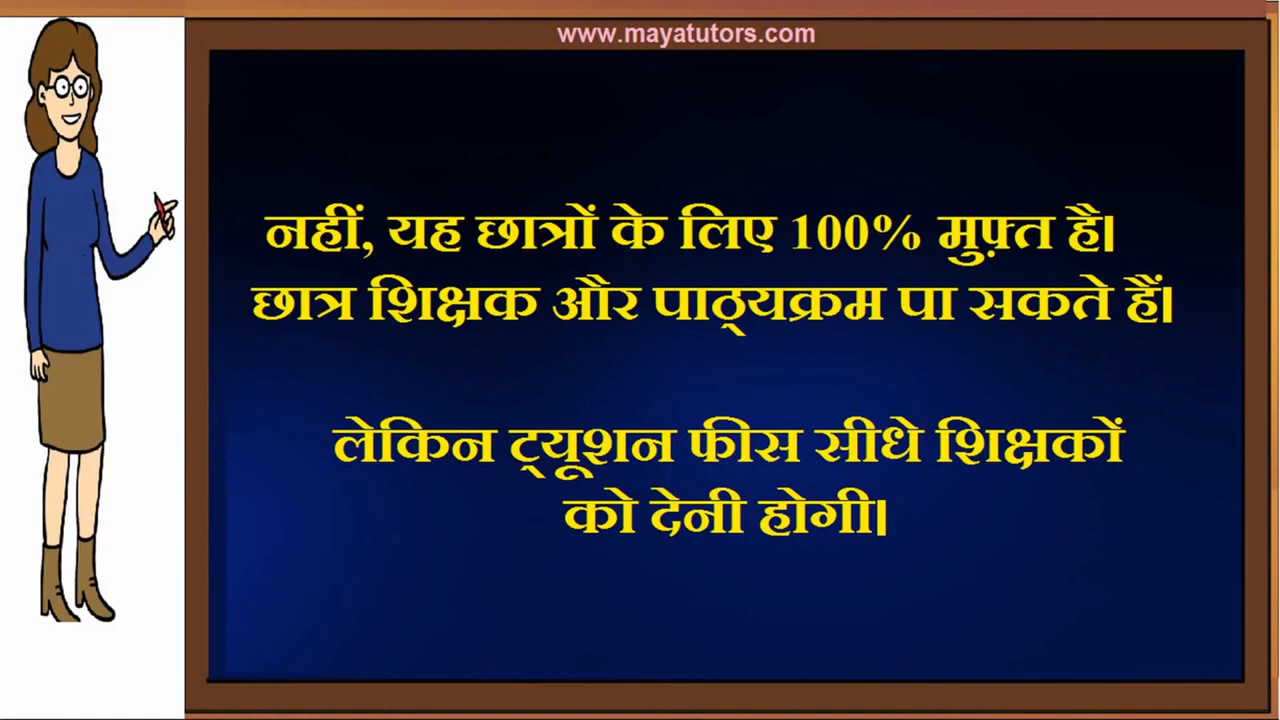 www.mayatutors.com
नहीं, यह छात्रों के लिए 100% मुफ़्त है।
छात्र शिक्षक और पाठ्यक्रम पा सकते हैं।
लेकिन ट्यूशन फीस सीधे शिक्षकों
को देनी होगी।